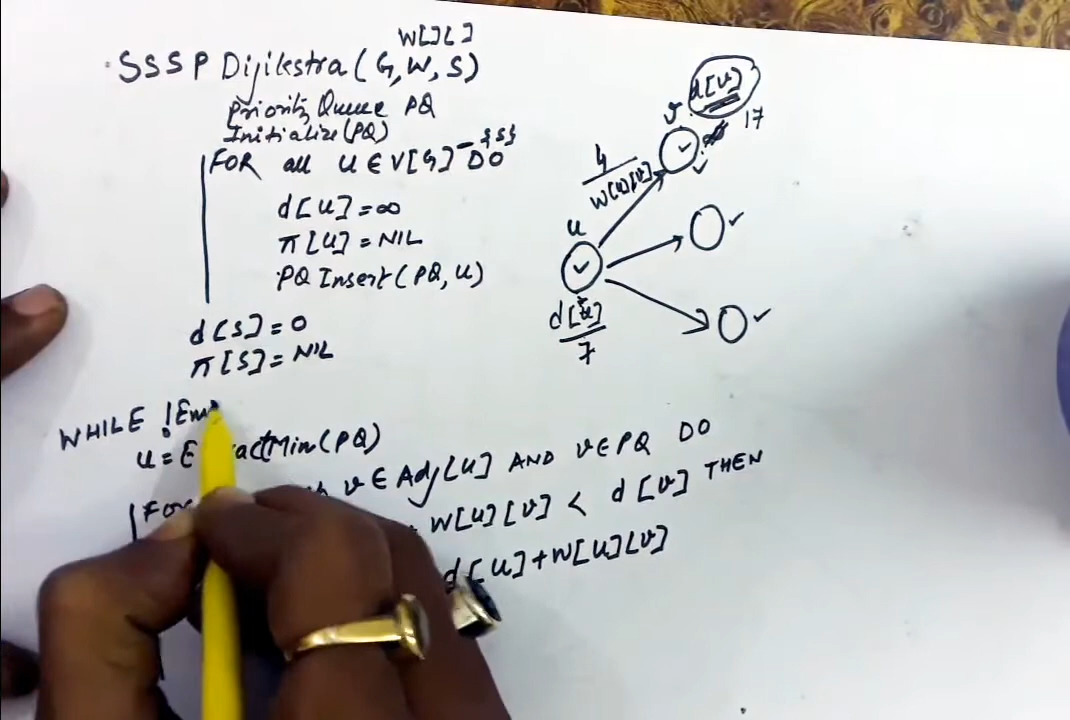 W[][]
SSSP Dijikstra(G, W, S)
Priority Queue PQ
Initialize(PQ)
FOR all u ∈ V[G] - {S} DO
d[u] = ∞
π[u] = NIL
PQ Insert(PQ, u)
d[S] = 0
π[S] = NIL
WHILE !Em
u = E actMin(PQ)
For v ∈ Adj[u] AND v ∈ PQ DO
W[u][v] < d[v] THEN
d[u] + W[u][v]
d[v]
v
17
W[u][v]
u
7